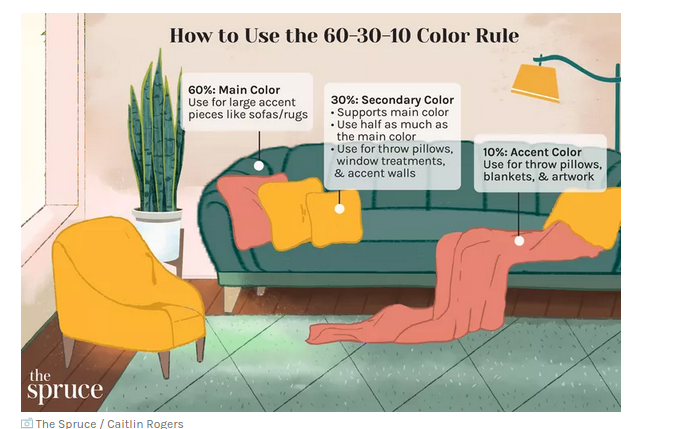 How to Use the 60-30-10 Color Rule
60%: Main Color
Use for large accent
pieces like sofas/rugs
30%: Secondary Color
• Supports main color
• Use half as much as
the main color
• Use for throw pillows,
window treatments,
& accent walls
10%: Accent Color
Use for throw pillows,
blankets, & artwork
the
spruce
The Spruce / Caitlin Rogers